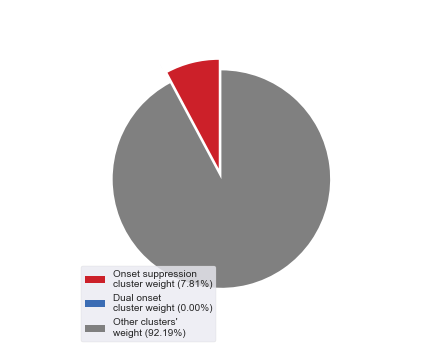 Onset suppression
cluster weight (7.81%)
Dual onset
cluster weight (0.00%)
Other clusters'
weight (92.19%)